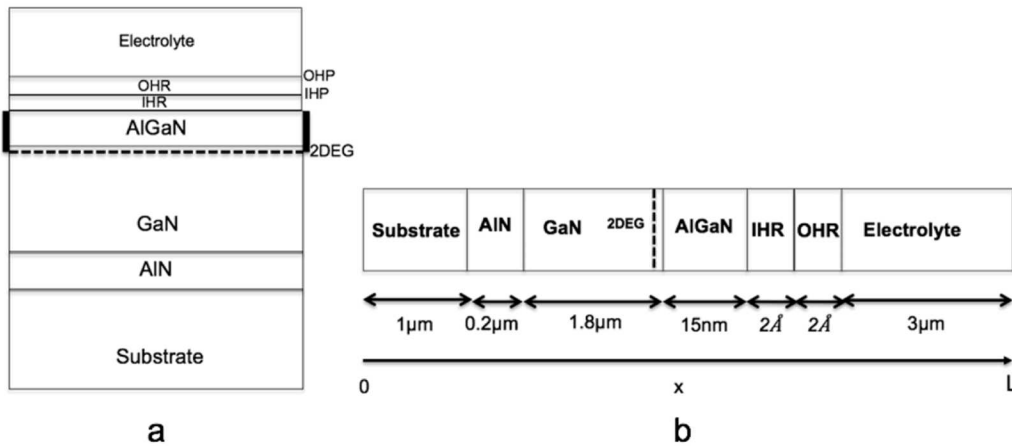 Electrolyte
OHP
OHR
IHP
IHR
AlGaN
2DEG
GaN
AlN
Substrate
a
Substrate AlN GaN 2DEG AlGaN IHR OHR Electrolyte
1μm 0.2μm 1.8μm 15nm 2Å 2Å 3μm
0 x L
b